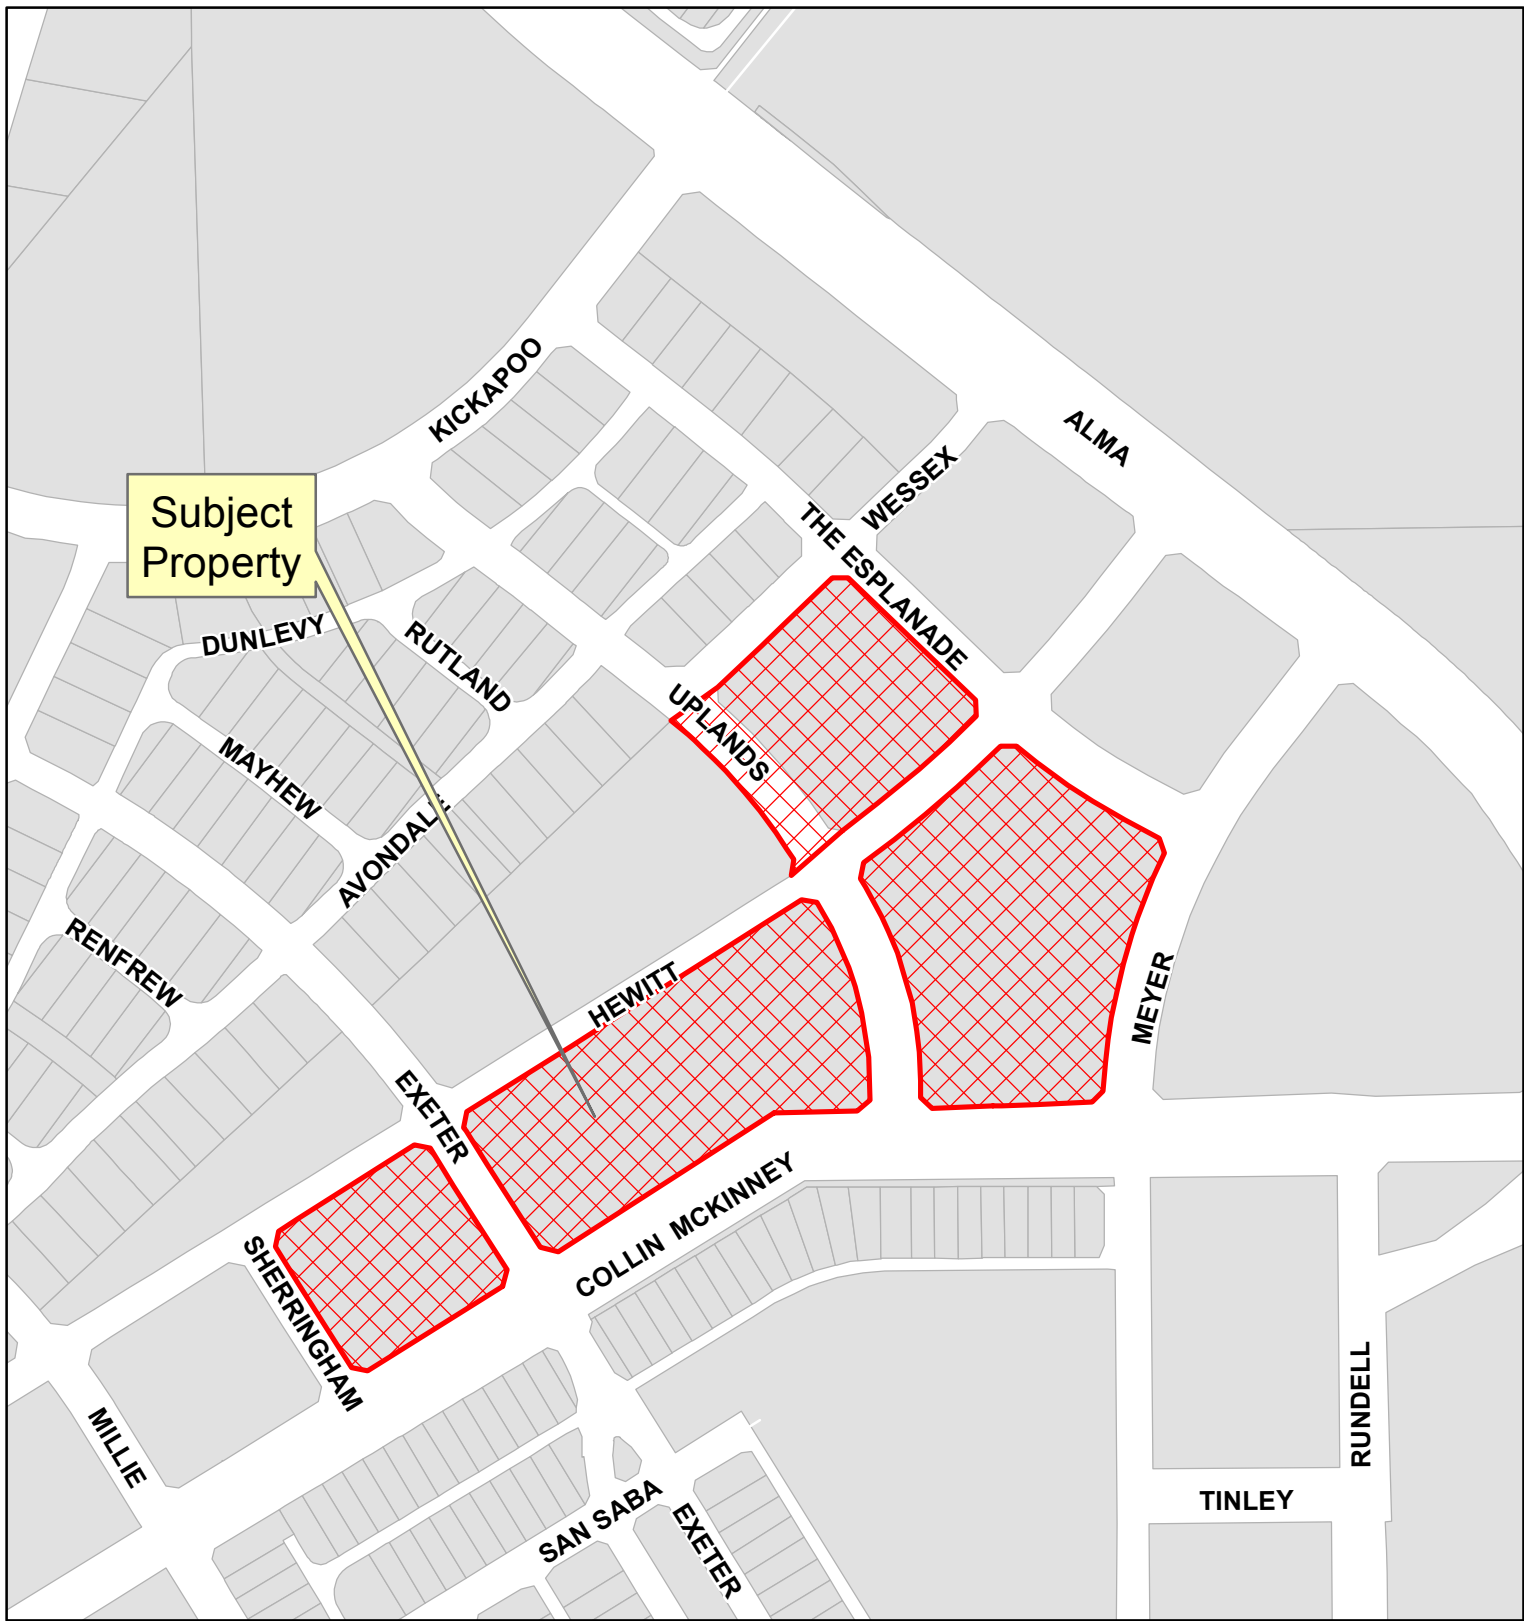 KICKAPOO
ALMA
WESSEX
Subject
Property
THE ESPLANADE
DUNLEVY
RUTLAND
UPLANDS
MAYHEW
AVONDALE
RENFREW
HEWITT
MEYER
EXETER
COLLIN MCKINNEY
SHERRINGHAM
MILLIE
RUNDELL
TINLEY
SAN SABA
EXETER